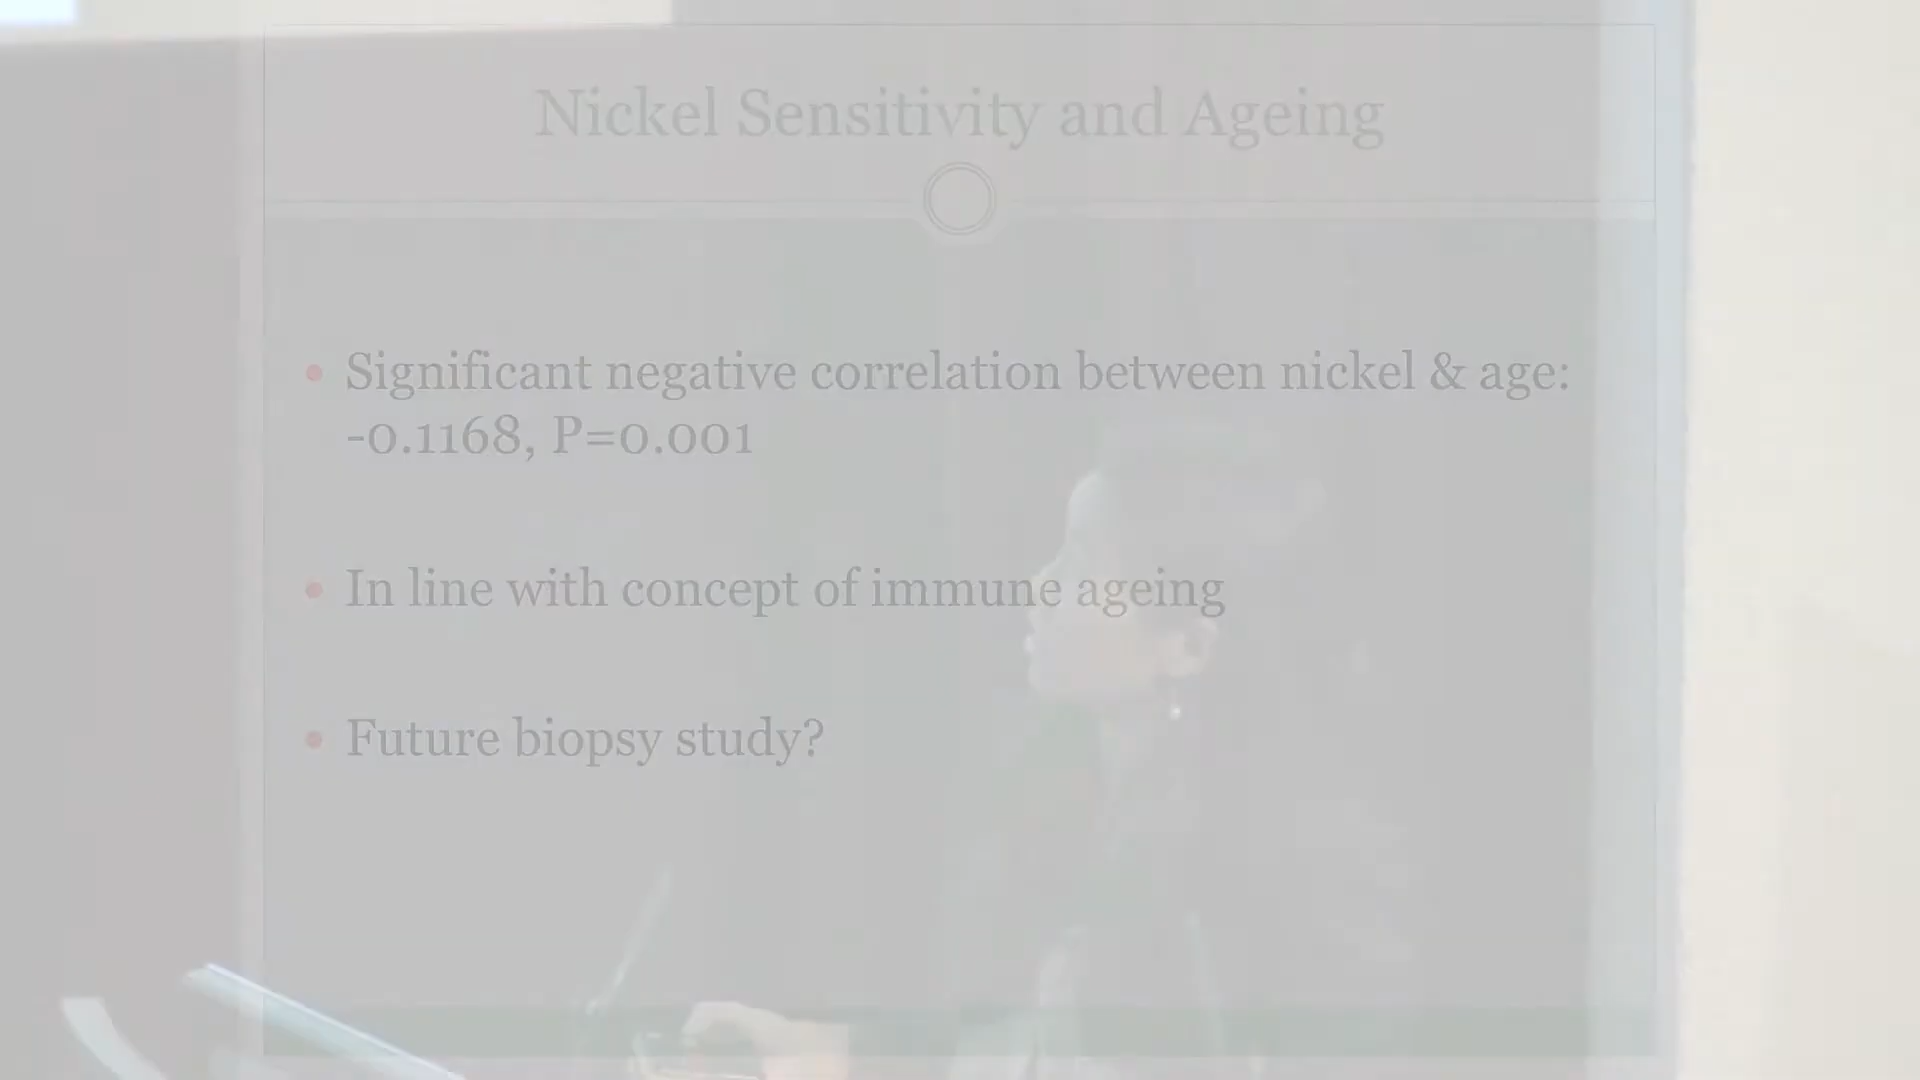 Nickel Sensitivity and Ageing
• Significant negative correlation between nickel & age:
-0.1168, P=0.001
• In line with concept of immune ageing
• Future biopsy study?